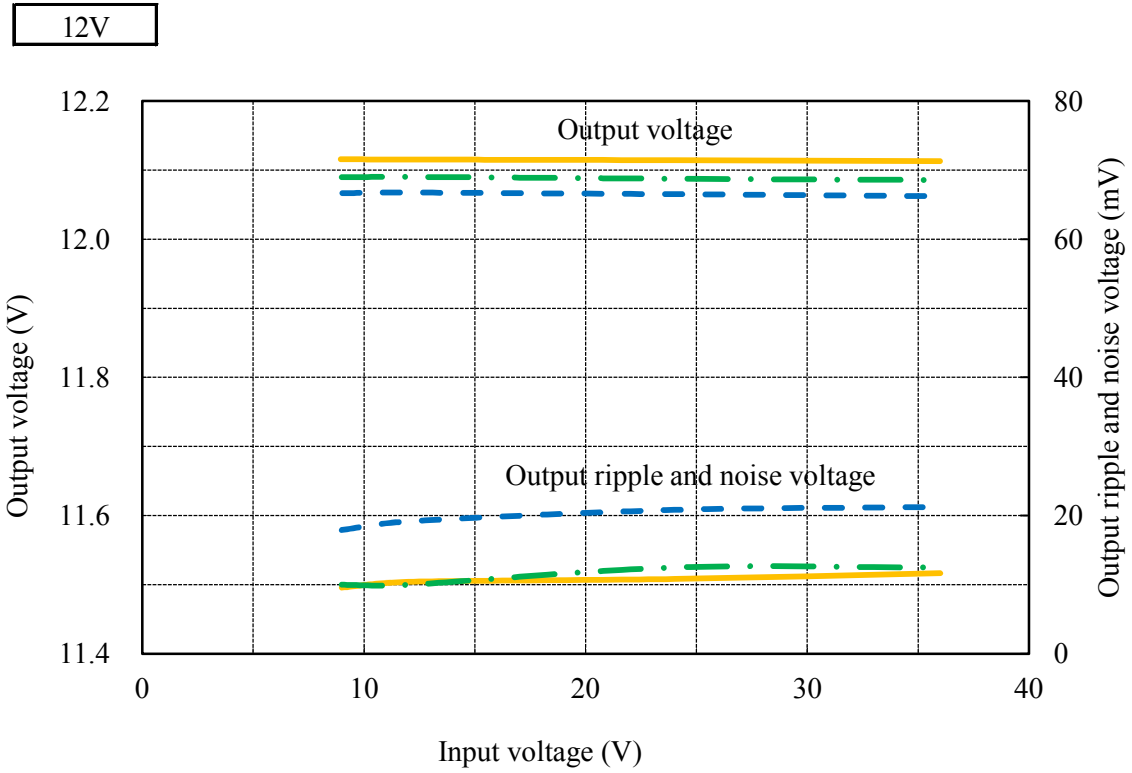 12V
Output voltage (V)
12.2
12.0
11.8
11.6
11.4
Output voltage
Output ripple and noise voltage
80
60
40
20
0
Output ripple and noise voltage (mV)
0
10
20
30
40
Input voltage (V)